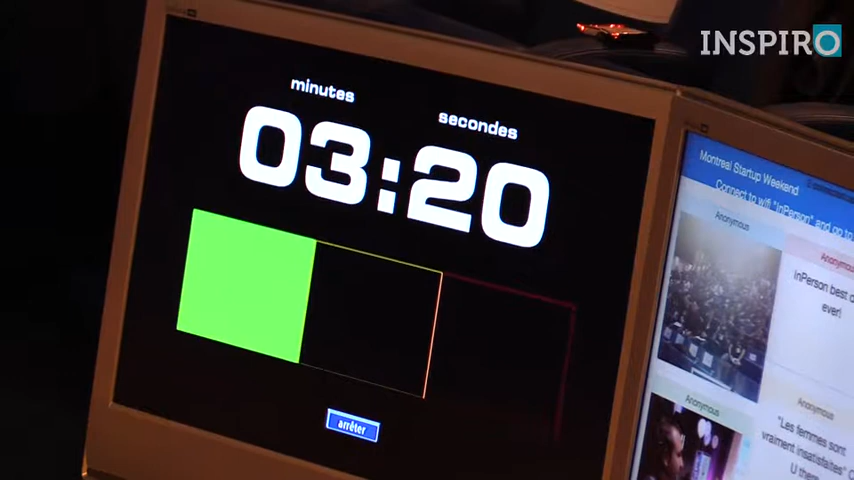 INSPIRO
minutes
secondes
03:20
arrêter
Montreal Startup Weekend
Connect to wifi "InPerson" and go to
Anonymous
Anonymou
InPerson best
ever!
Anonymous
Anonymous
"Les femmes sont
vraiment insatisfaites"